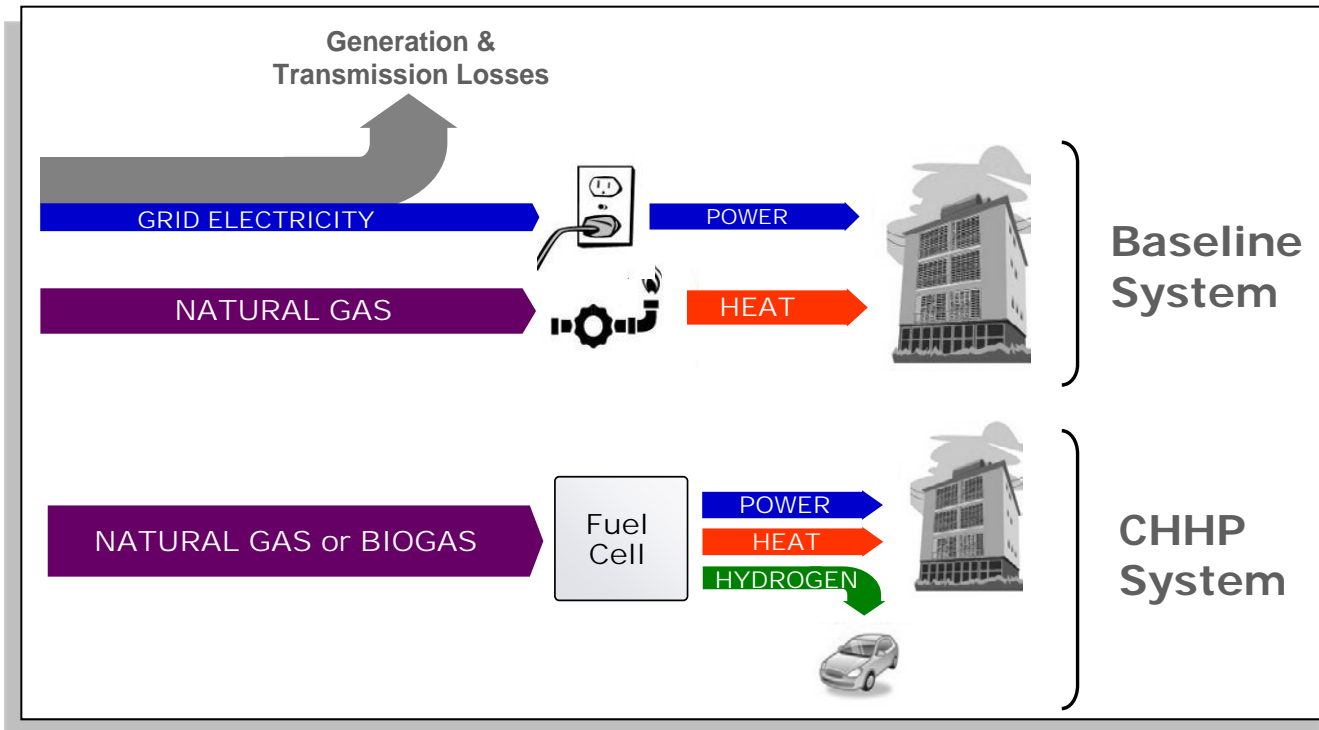 Generation &
Transmission Losses
GRID ELECTRICITY
POWER
NATURAL GAS
HEAT
Baseline
System
NATURAL GAS or BIOGAS
Fuel
Cell
POWER
HEAT
HYDROGEN
CHHP
System